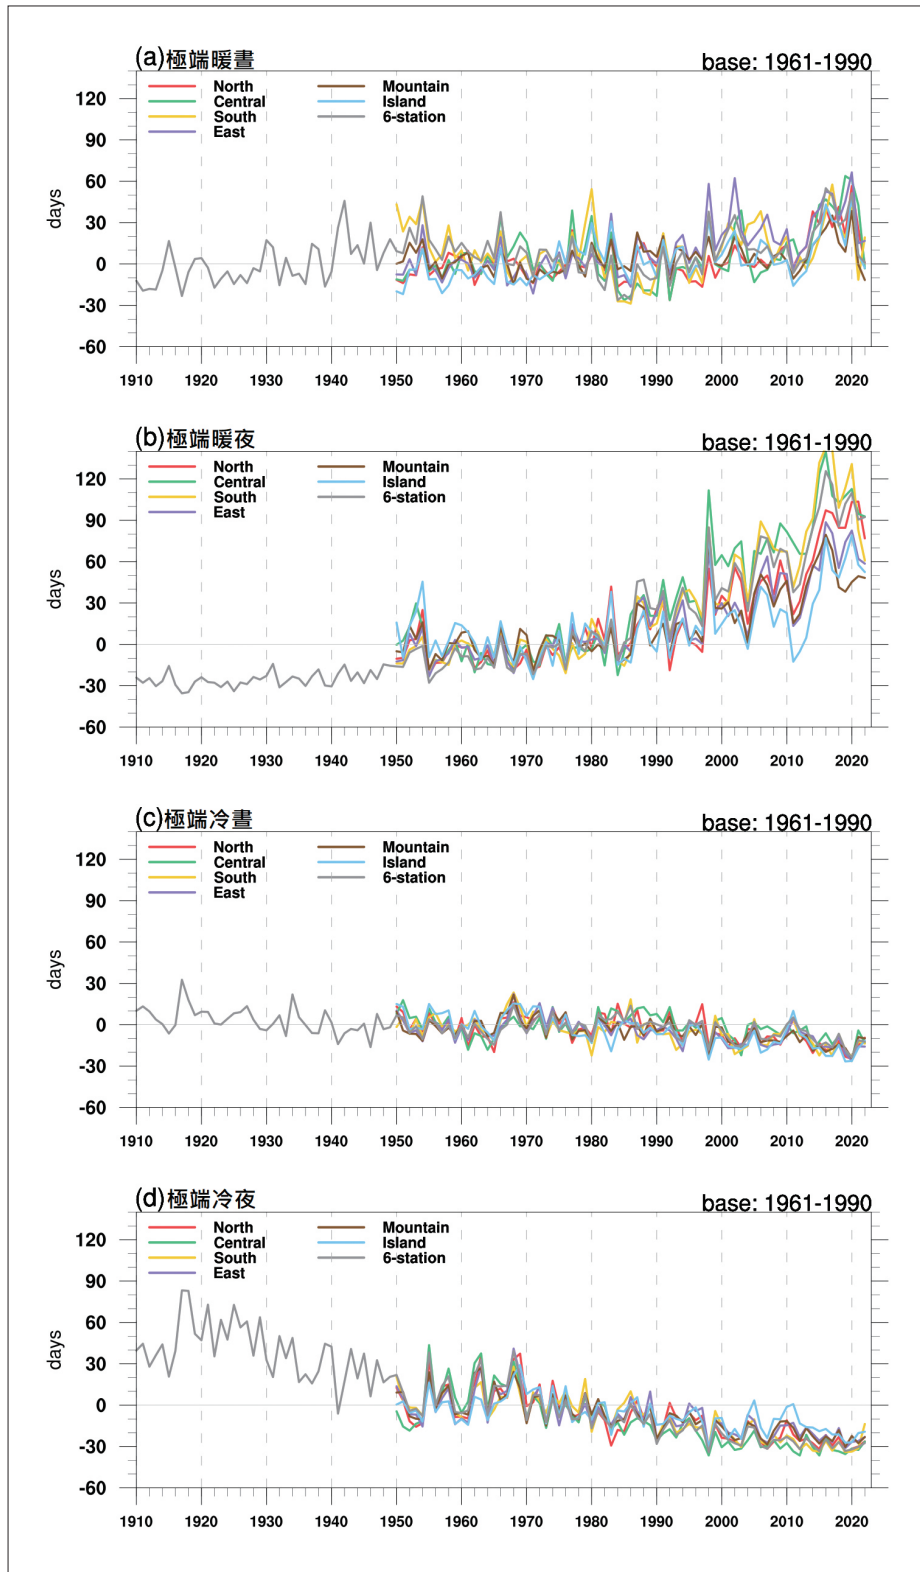 (a)極端暖晝 base: 1961-1990
North Mountain
Central Island
South 6-station
East
120
90
60
30
0
-30
-60
days
1910 1920 1930 1940 1950 1960 1970 1980 1990 2000 2010 2020
(b)極端暖夜 base: 1961-1990
North Mountain
Central Island
South 6-station
East
120
90
60
30
0
-30
-60
days
1910 1920 1930 1940 1950 1960 1970 1980 1990 2000 2010 2020
(c)極端冷晝 base: 1961-1990
North Mountain
Central Island
South 6-station
East
120
90
60
30
0
-30
-60
days
1910 1920 1930 1940 1950 1960 1970 1980 1990 2000 2010 2020
(d)極端冷夜 base: 1961-1990
North Mountain
Central Island
South 6-station
East
120
90
60
30
0
-30
-60
days
1910 1920 1930 1940 1950 1960 1970 1980 1990 2000 2010 2020